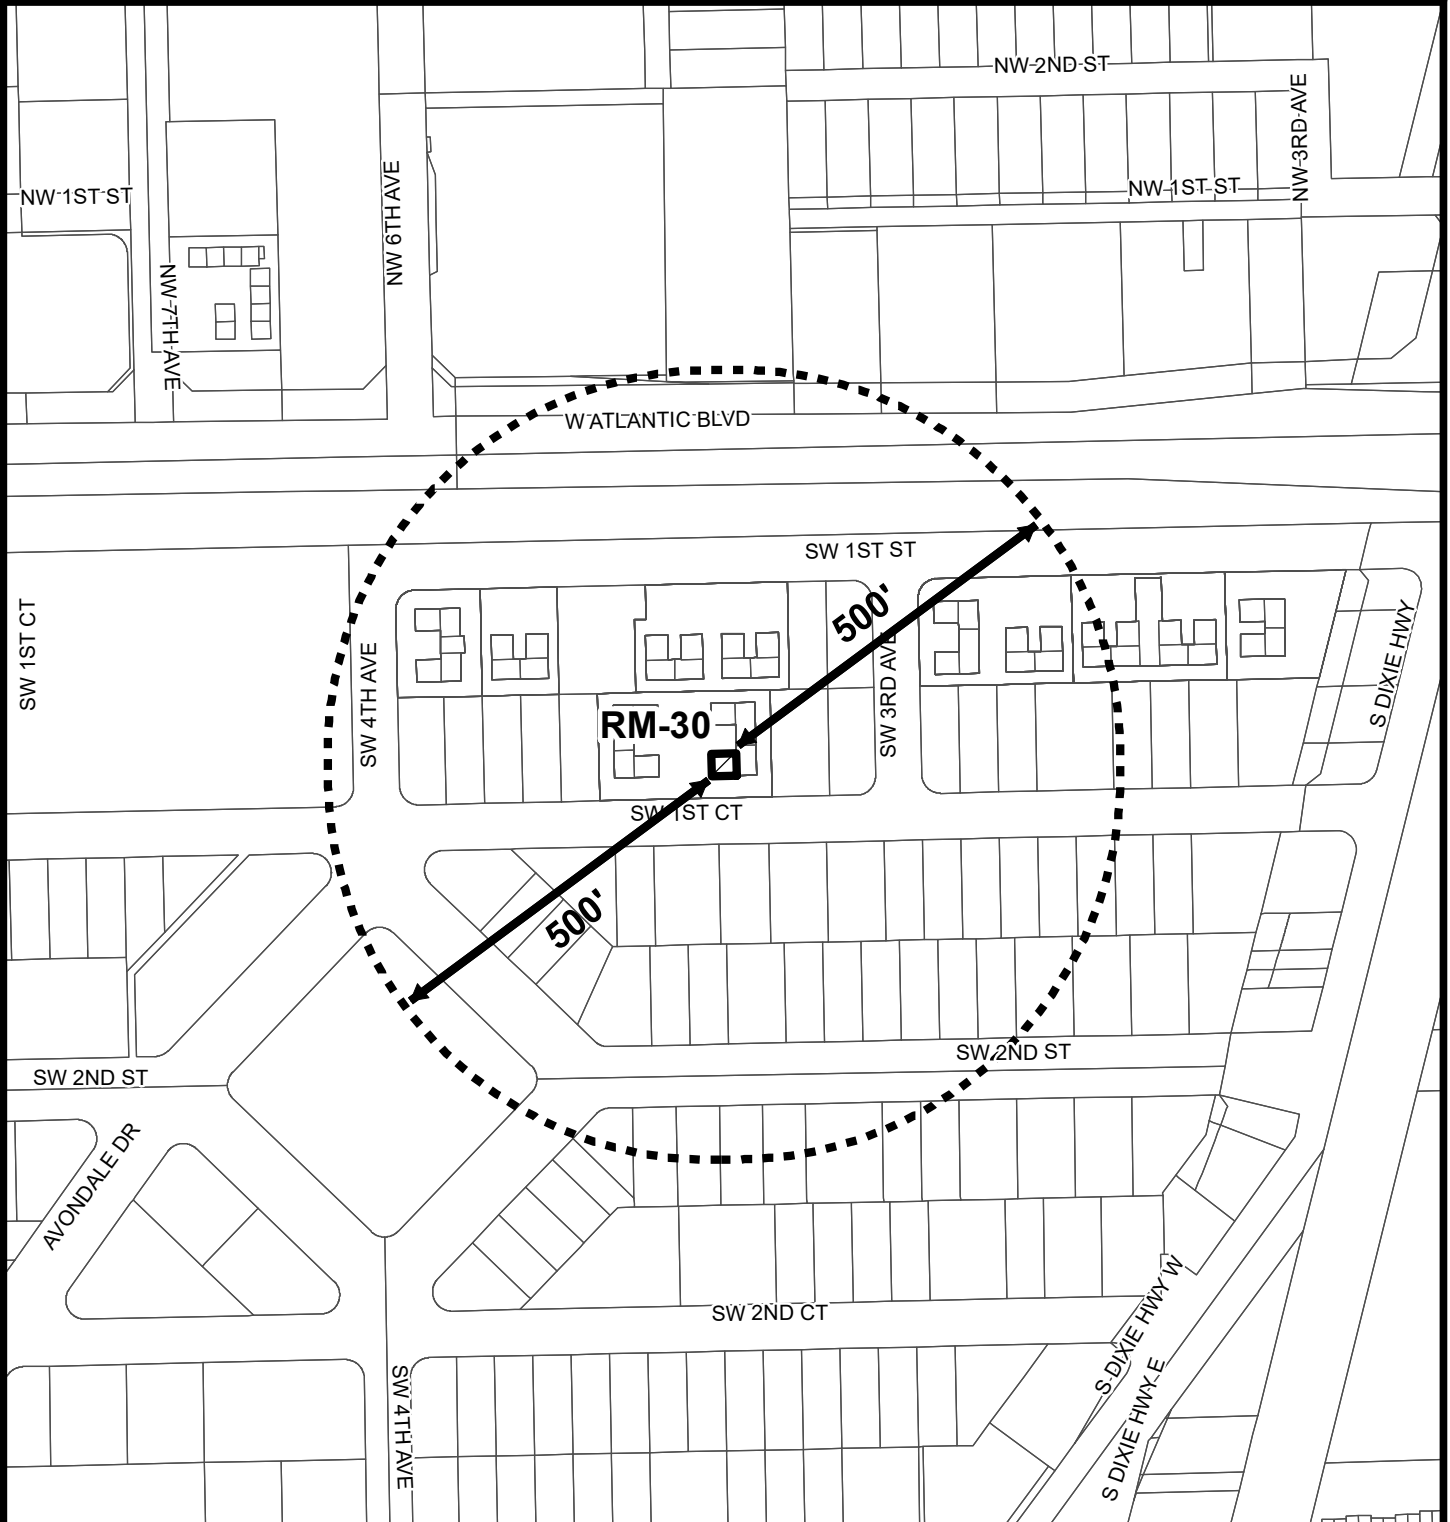 NW 2ND ST
NW 3RD AVE
NW 1ST ST
NW 1ST ST
NW 6TH AVE
NW 7TH AVE
W ATLANTIC BLVD
SW 1ST ST
500'
SW 1ST CT
SW 4TH AVE
SW 3RD AVE
S DIXIE HWY
RM-30
SW 1ST CT
500'
SW 2ND ST
SW 2ND ST
AVONDALE DR
SW 2ND CT
S DIXIE HWY W
S DIXIE HWY E
SW 4TH AVE